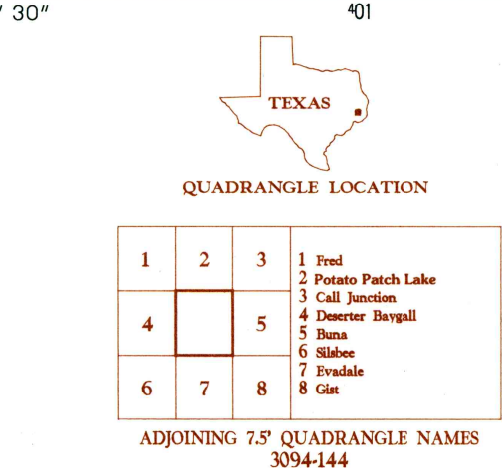 ' 30" 401
TEXAS
QUADRANGLE LOCATION
1 2 3
4 5
6 7 8
1 Fred
2 Potato Patch Lake
3 Call Junction
4 Deserter Baygall
5 Buna
6 Silsbee
7 Evadale
8 Gist
ADJOINING 7.5' QUADRANGLE NAMES
3094-144